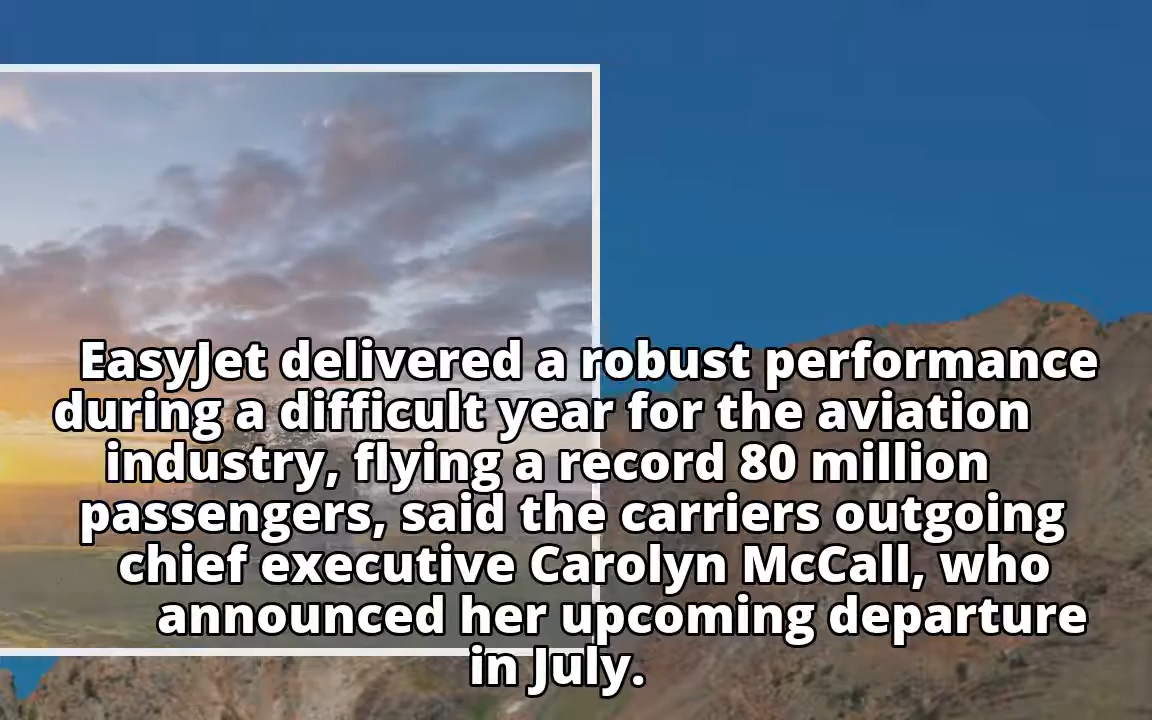 EasyJet delivered a robust performance
during a difficult year for the aviation
industry, flying a record 80 million
passengers, said the carriers outgoing
chief executive Carolyn McCall, who
announced her upcoming departure
in July.